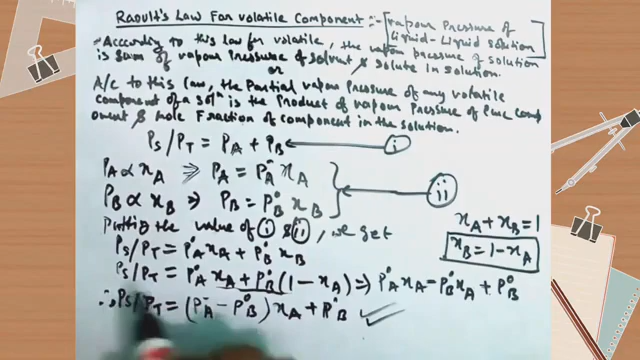 Raoult's Law For Volatile Component :- [vapour Pressure of
liquid-liquid solution]
According to this law for volatile, the vapour pressure of solution
is sum of vapour Pressure of solvent & solute in solution.
or
A/c to this law, the Partial vapour Pressure of any volatile
component of a solⁿ is the Product of vapour Pressure of Pure comp
onent & mole Fraction of component in the solution.
Ps/PT = PA + PB ← (i)
PA ∝ xA ⇒ PA = P°A xA
PB ∝ xB ⇒ PB = P°B xB } ← (ii)
Putting the value of (i) & (ii), we get
xA + xB = 1
xB = 1 - xA
Ps/PT = P°A xA + P°B xB
Ps/PT = P°A xA + P°B (1 - xA) ⇒ P°A xA - P°B xA + P°B
∴ Ps/PT = (P°A - P°B) xA + P°B